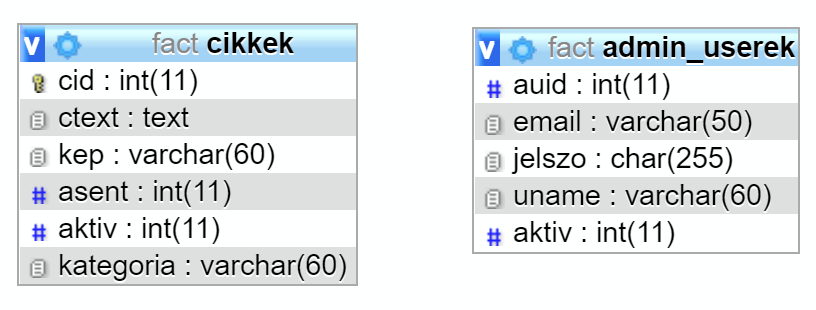 fact cikkek
cid : int(11)
ctext : text
kep : varchar(60)
asent : int(11)
aktiv : int(11)
kategoria : varchar(60)
fact admin_userek
auid : int(11)
email : varchar(50)
jelszo : char(255)
uname : varchar(60)
aktiv : int(11)